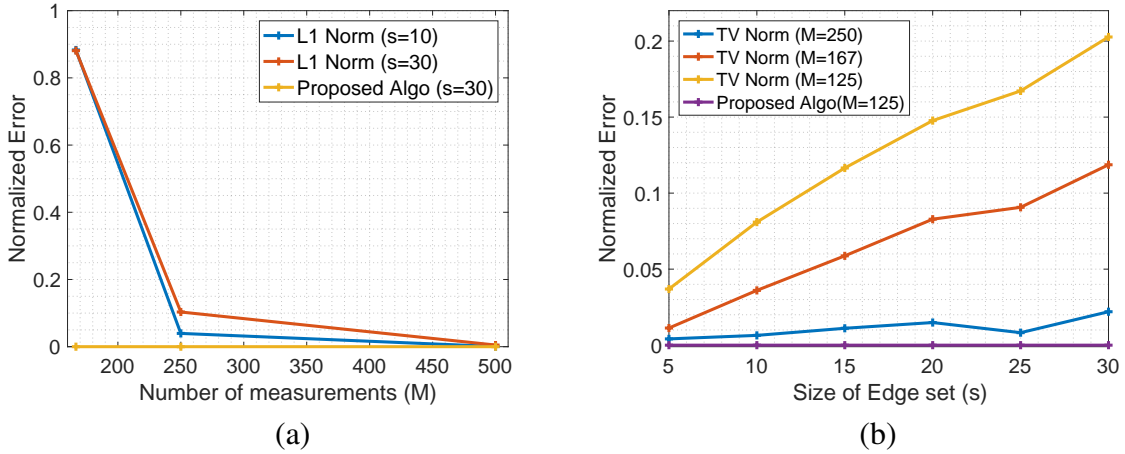 1
0.8
0.6
0.4
0.2
0
Normalized Error
L1 Norm (s=10)
L1 Norm (s=30)
Proposed Algo (s=30)
200 250 300 350 400 450 500
Number of measurements (M)
(a)
0.2
0.15
0.1
0.05
0
Normalized Error
TV Norm (M=250)
TV Norm (M=167)
TV Norm (M=125)
Proposed Algo(M=125)
5 10 15 20 25 30
Size of Edge set (s)
(b)